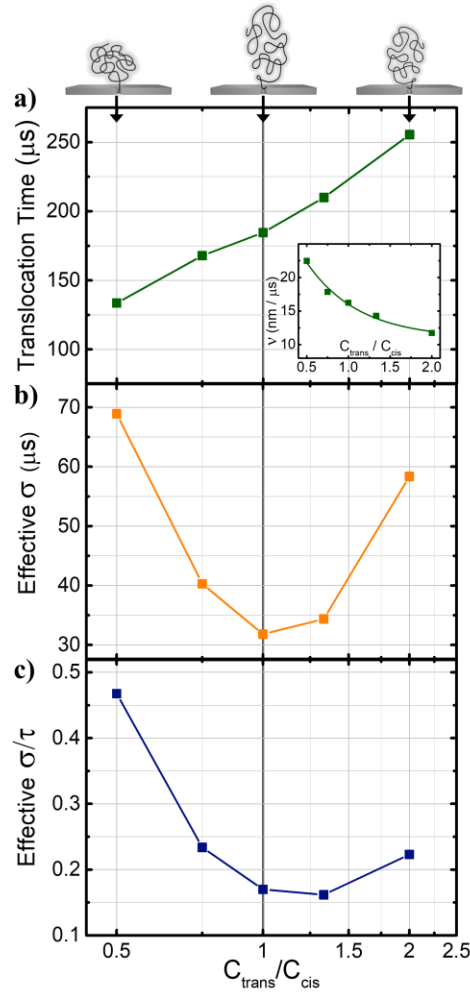 a)
Translocation Time (μs)
250
200
150
100
ν (nm / μs)
20
15
10
0.5 1.0 1.5 2.0
C_trans / C_cis
b)
Effective σ (μs)
70
60
50
40
30
c)
Effective σ/τ
0.5
0.4
0.3
0.2
0.1
0.5 1 1.5 2 2.5
C_trans/C_cis